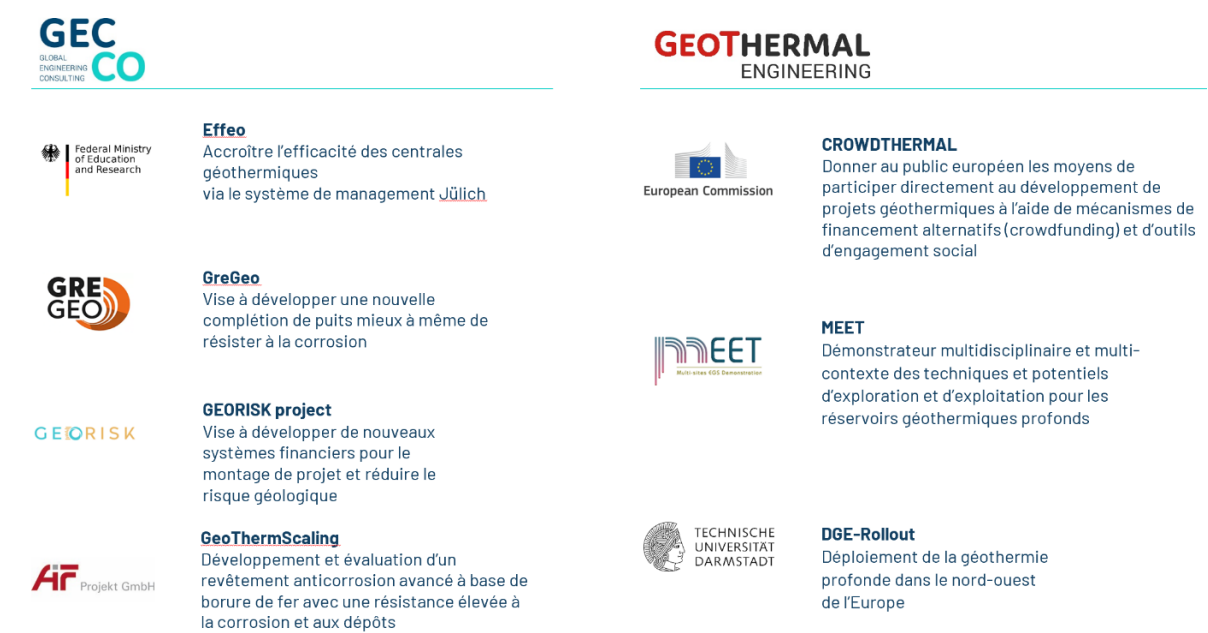 GEC
CO
GLOBAL
ENGINEERING
CONSULTING
Federal Ministry
of Education
and Research
Effeo
Accroître l’efficacité des centrales
géothermiques
via le système de management Jülich
GRE
GEO
GreGeo
Vise à développer une nouvelle
complétion de puits mieux à même de
résister à la corrosion
GEORISK
GEORISK project
Vise à développer de nouveaux
systèmes financiers pour le
montage de projet et réduire le
risque géologique
AiF Projekt GmbH
GeoThermScaling
Développement et évaluation d’un
revêtement anticorrosion avancé à base de
borure de fer avec une résistance élevée à
la corrosion et aux dépôts
GEOTHERMAL
ENGINEERING
European Commission
CROWDTHERMAL
Donner au public européen les moyens de
participer directement au développement de
projets géothermiques à l’aide de mécanismes de
financement alternatifs (crowdfunding) et d’outils
d’engagement social
MEET
Multi-sites EGS Demonstration
MEET
Démonstrateur multidisciplinaire et multi-
contexte des techniques et potentiels
d’exploration et d’exploitation pour les
réservoirs géothermiques profonds
TECHNISCHE
UNIVERSITÄT
DARMSTADT
DGE-Rollout
Déploiement de la géothermie
profonde dans le nord-ouest
de l’Europe